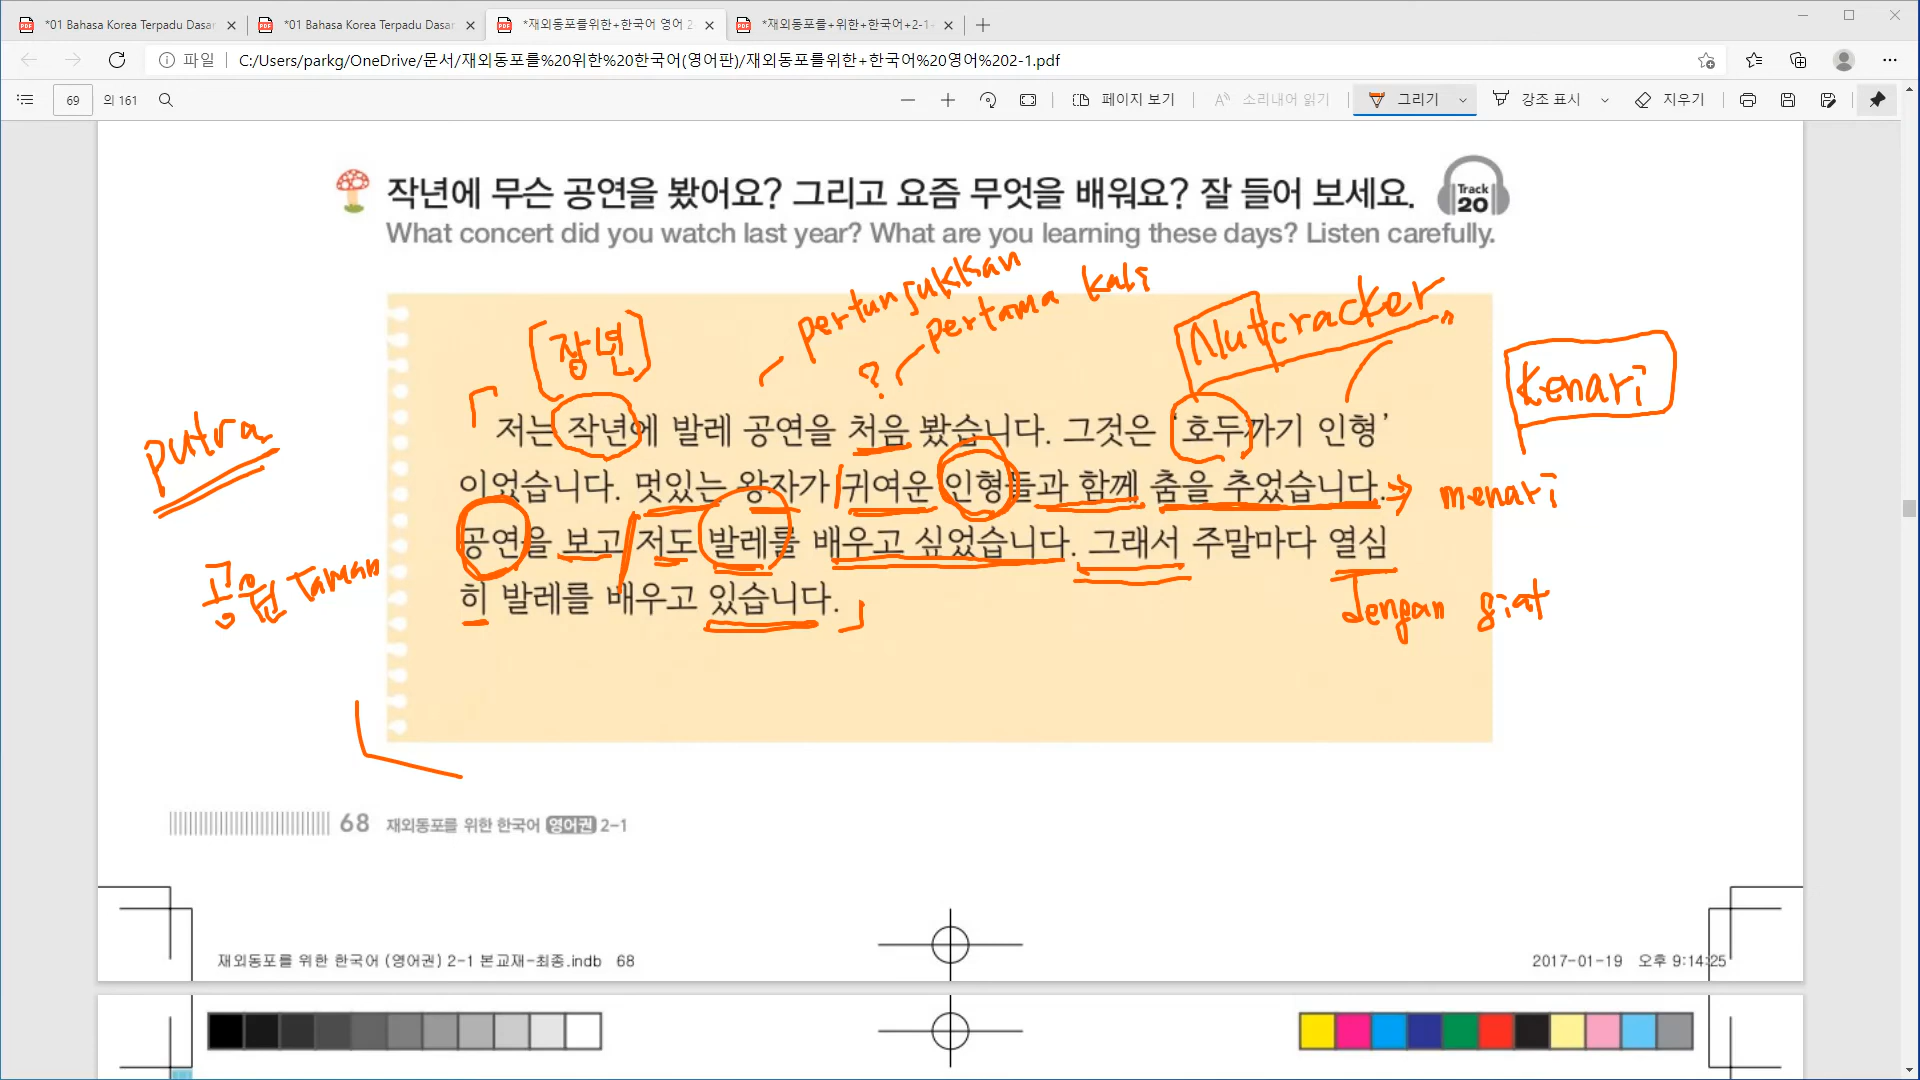 *01 Bahasa Korea Terpadu Dasar
*01 Bahasa Korea Terpadu Dasar
*재외동포를위한+한국어 영어 2
*재외동포를+위한+한국어+2-1
파일 C:/Users/parkg/OneDrive/문서/재외동포를%20위한%20한국어(영어판)/재외동포를위한+한국어%20영어%202-1.pdf
69 의 161 페이지 보기 소리내어 읽기 그리기 강조 표시 지우기
작년에 무슨 공연을 봤어요? 그리고 요즘 무엇을 배워요? 잘 들어 보세요.
Track 20
What concert did you watch last year? What are you learning these days? Listen carefully.
pertunjukkan
pertama kali
Nuttcracker
[장년]
Kenari
?
putra
저는 작년에 발레 공연을 처음 봤습니다. 그것은 ‘호두까기 인형’
이었습니다. 멋있는 왕자가 귀여운 인형들과 함께 춤을 추었습니다.
menari
공연을 보고 저도 발레를 배우고 싶었습니다. 그래서 주말마다 열심
공원 Taman
히 발레를 배우고 있습니다.
dengan giat
68 재외동포를 위한 한국어 영어권 2-1
재외동포를 위한 한국어 (영어권) 2-1 본교재-최종.indb 68
2017-01-19 오후 9:14:25